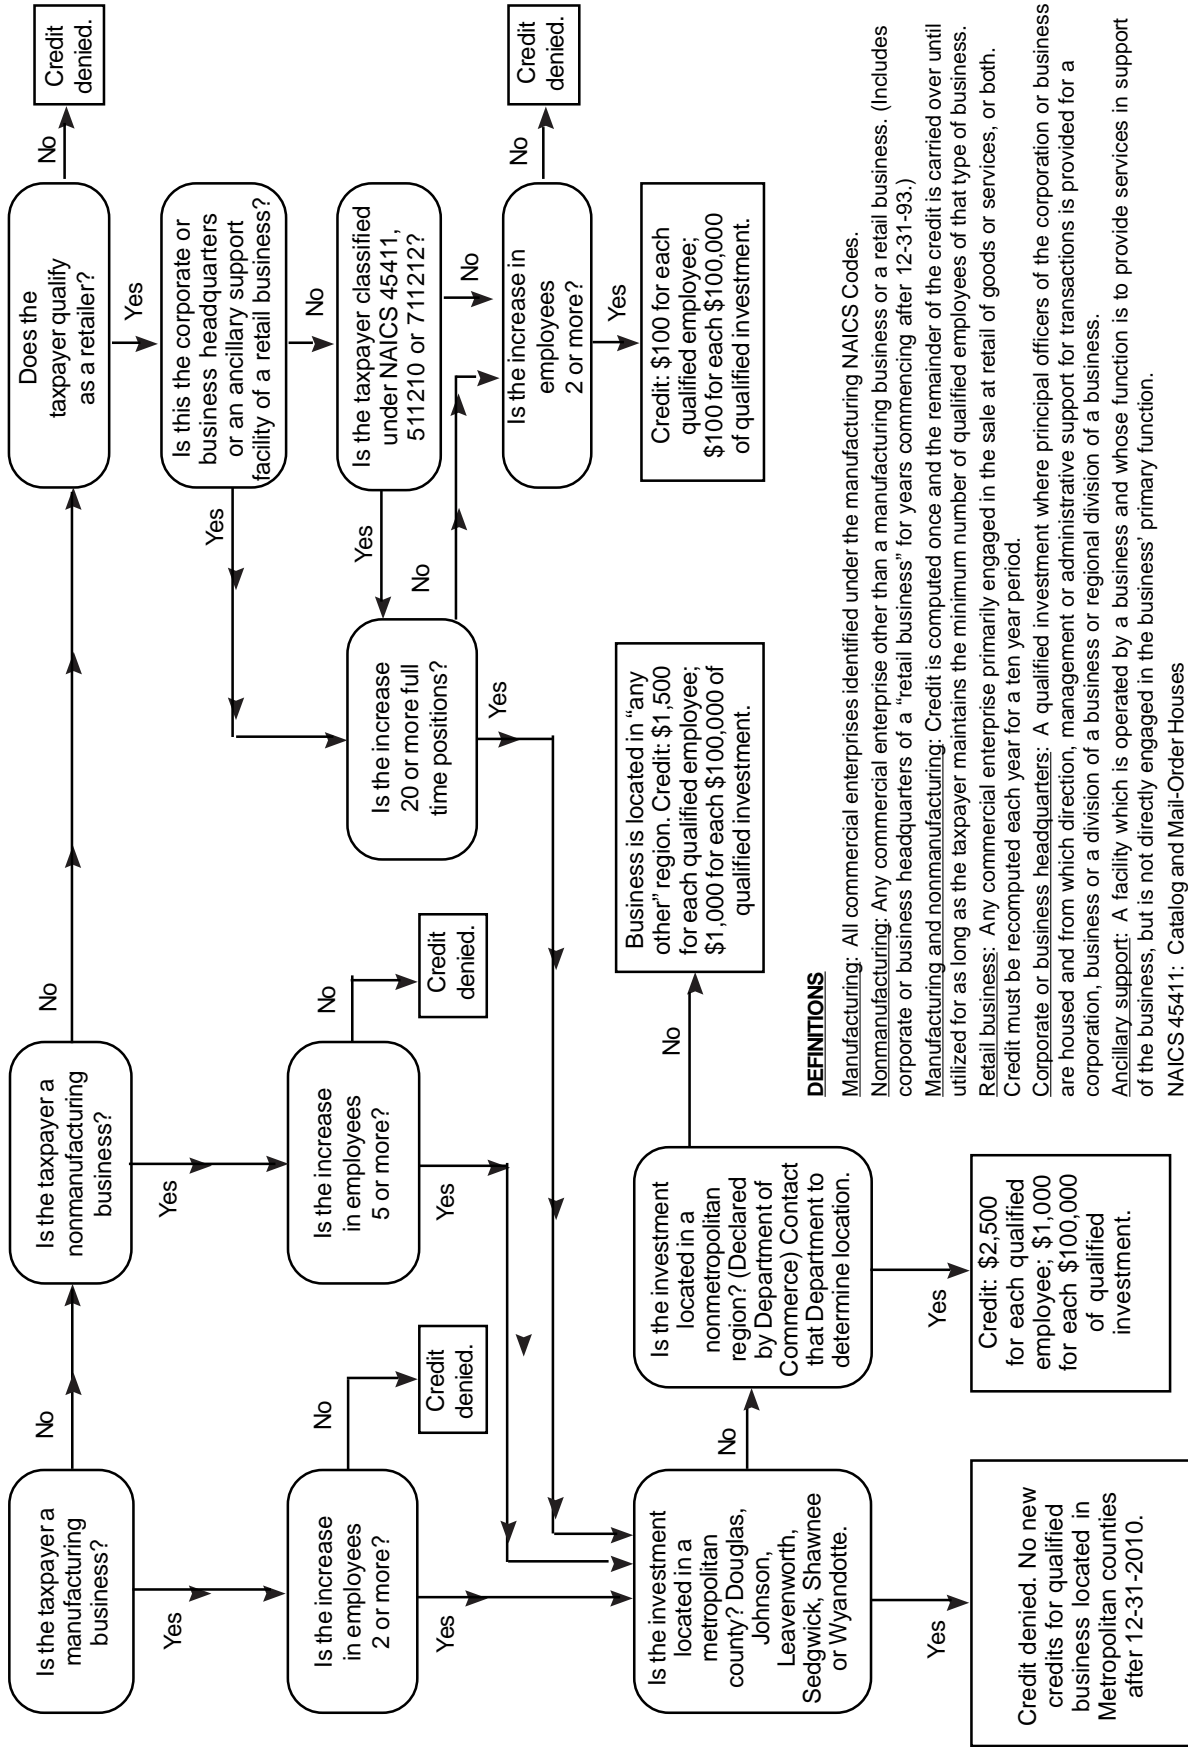 Is the taxpayer a
manufacturing
business?
No
Yes
Is the taxpayer a
nonmanufacturing
business?
No
Yes
Does the
taxpayer qualify
as a retailer?
No
Credit
denied.
Yes
Is the increase
in employees
2 or more?
No
Credit
denied.
Yes
Is the increase
in employees
5 or more?
No
Credit
denied.
Yes
Is this the corporate or
business headquarters
or an ancillary support
facility of a retail business?
Yes
No
Is the taxpayer classified
under NAICS 45411,
511210 or 711212?
Yes
No
Is the increase
20 or more full
time positions?
No
Yes
Is the increase in
employees
2 or more?
No
Credit
denied.
Yes
Credit: $100 for each
qualified employee;
$100 for each $100,000
of qualified investment.
Is the investment
located in a
metropolitan
county? Douglas,
Johnson,
Leavenworth,
Sedgwick, Shawnee
or Wyandotte.
No
Yes
Is the investment
located in a
nonmetropolitan
region? (Declared
by Department of
Commerce) Contact
that Department to
determine location.
No
Yes
Business is located in “any
other” region. Credit: $1,500
for each qualified employee;
$1,000 for each $100,000 of
qualified investment.
Credit denied. No new
credits for qualified
business located in
Metropolitan counties
after 12-31-2010.
Credit: $2,500
for each qualified
employee; $1,000
for each $100,000
of qualified
investment.
DEFINITIONS
Manufacturing: All commercial enterprises identified under the manufacturing NAICS Codes.
Nonmanufacturing: Any commercial enterprise other than a manufacturing business or a retail business. (Includes
corporate or business headquarters of a “retail business” for years commencing after 12-31-93.)
Manufacturing and nonmanufacturing: Credit is computed once and the remainder of the credit is carried over until
utilized for as long as the taxpayer maintains the minimum number of qualified employees of that type of business.
Retail business: Any commercial enterprise primarily engaged in the sale at retail of goods or services, or both.
Credit must be recomputed each year for a ten year period.
Corporate or business headquarters: A qualified investment where principal officers of the corporation or business
are housed and from which direction, management or administrative support for transactions is provided for a
corporation, business or a division of a business or regional division of a business.
Ancillary support: A facility which is operated by a business and whose function is to provide services in support
of the business, but is not directly engaged in the business’ primary function.
NAICS 45411: Catalog and Mail-Order Houses